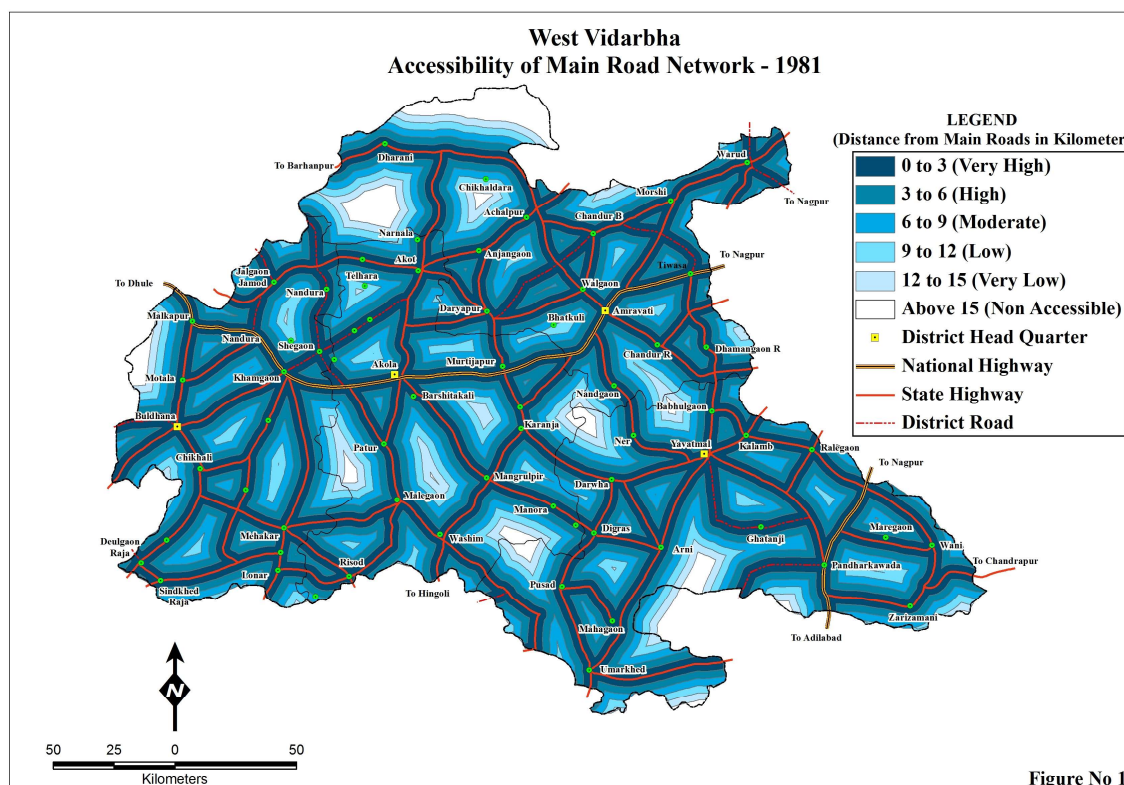 West Vidarbha
Accessibility of Main Road Network - 1981
LEGEND
(Distance from Main Roads in Kilometer
0 to 3 (Very High)
3 to 6 (High)
6 to 9 (Moderate)
9 to 12 (Low)
12 to 15 (Very Low)
Above 15 (Non Accessible)
District Head Quarter
National Highway
State Highway
District Road
To Barhanpur
Dharani
Warud
Chikhaldara
Morshi
To Nagpur
Achalpur
Chandur B
Narnala
Anjangaon
Akot
Tiwasa
To Nagpur
Jalgaon
Jamod
Telhara
To Dhule
Nandura
Walgaon
Malkapur
Daryapur
Amravati
Bhatkuli
Nandura
Shegaon
Chandur R
Dhamangaon R
Akola
Murtijapur
Motala
Khamgaon
Barshitakali
Nandgaon
Babhulgaon
Buldhana
Karanja
Patur
Ner
Yavatmal
Kalamb
Ralegaon
Chikhali
To Nagpur
Mangrulpir
Darwha
Malegaon
Manora
Mehakar
Washim
Digras
Ghatanji
Maregaon
Deulgaon
Raja
Arni
Wani
Risod
Lonar
Pandharkawada
To Chandrapur
Sindkhed
Raja
To Hingoli
Pusad
Zarizamani
Mahagaon
To Adilabad
Umarkhed
N
50 25 0 50
Kilometers
Figure No 1